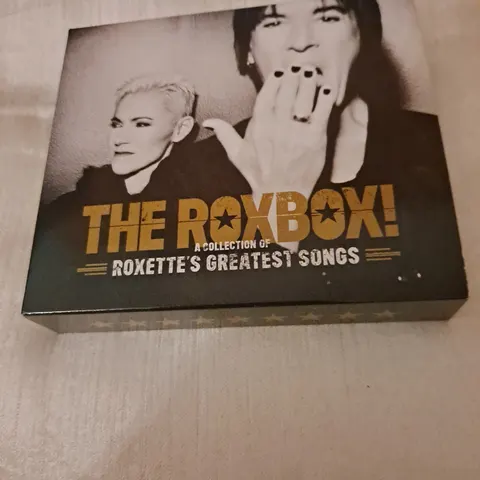 THE ROXBOX!
A COLLECTION OF
ROXETTE'S GREATEST SONGS